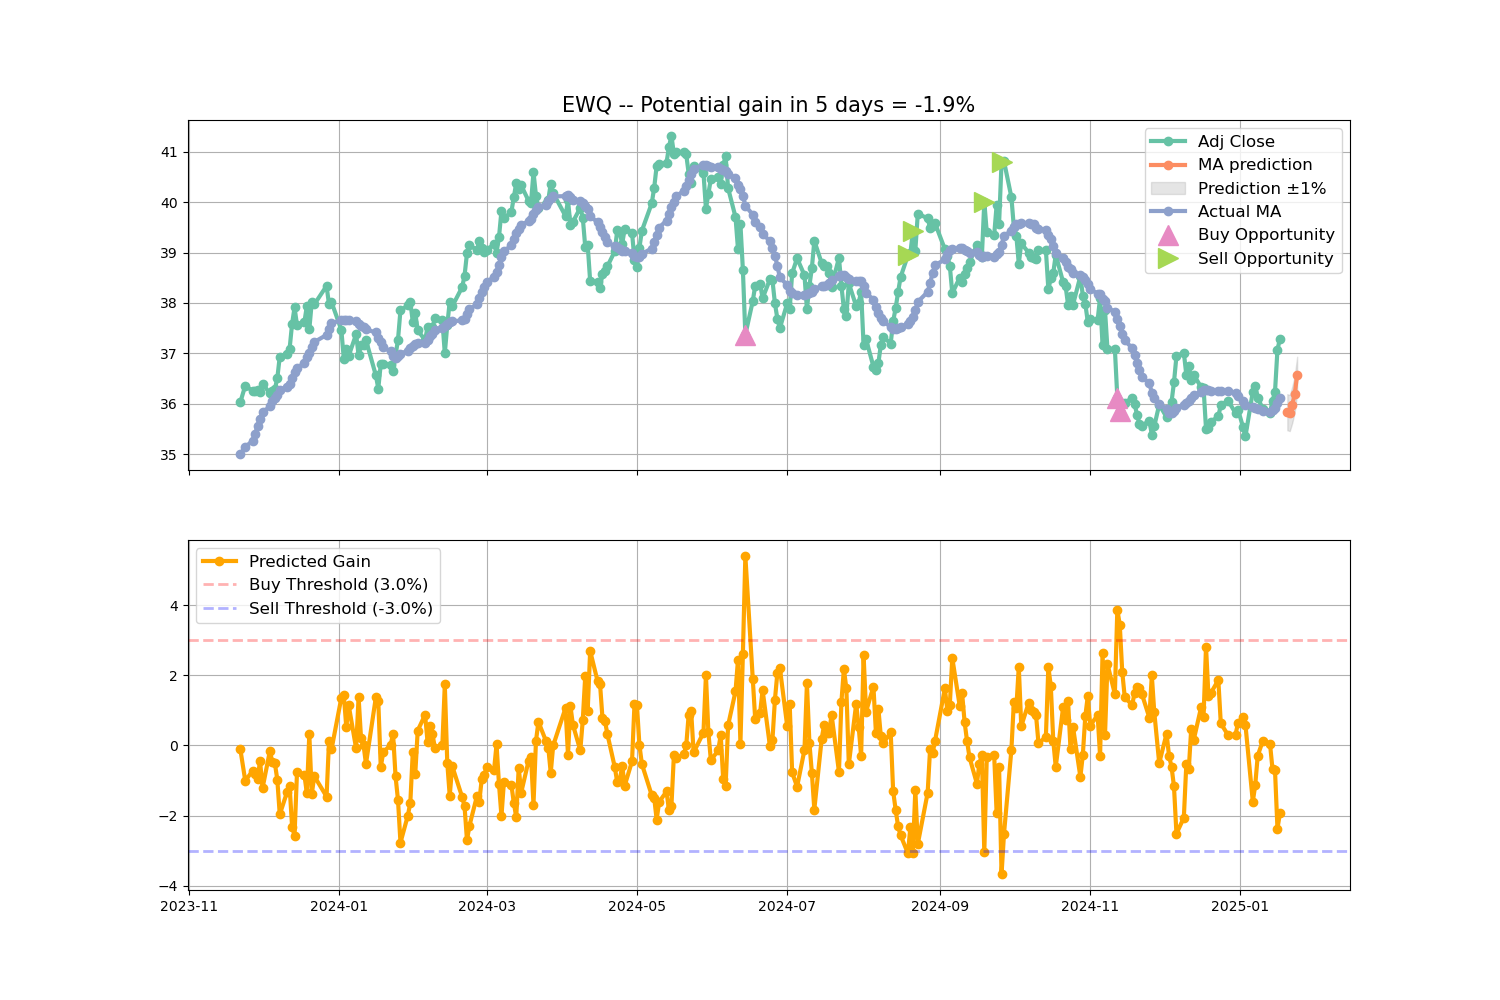 EWQ -- Potential gain in 5 days = -1.9%
41
40
39
38
37
36
35
Adj Close
MA prediction
Prediction ±1%
Actual MA
Buy Opportunity
Sell Opportunity
Predicted Gain
Buy Threshold (3.0%)
Sell Threshold (-3.0%)
4
2
0
−2
−4
2023-11 2024-01 2024-03 2024-05 2024-07 2024-09 2024-11 2025-01